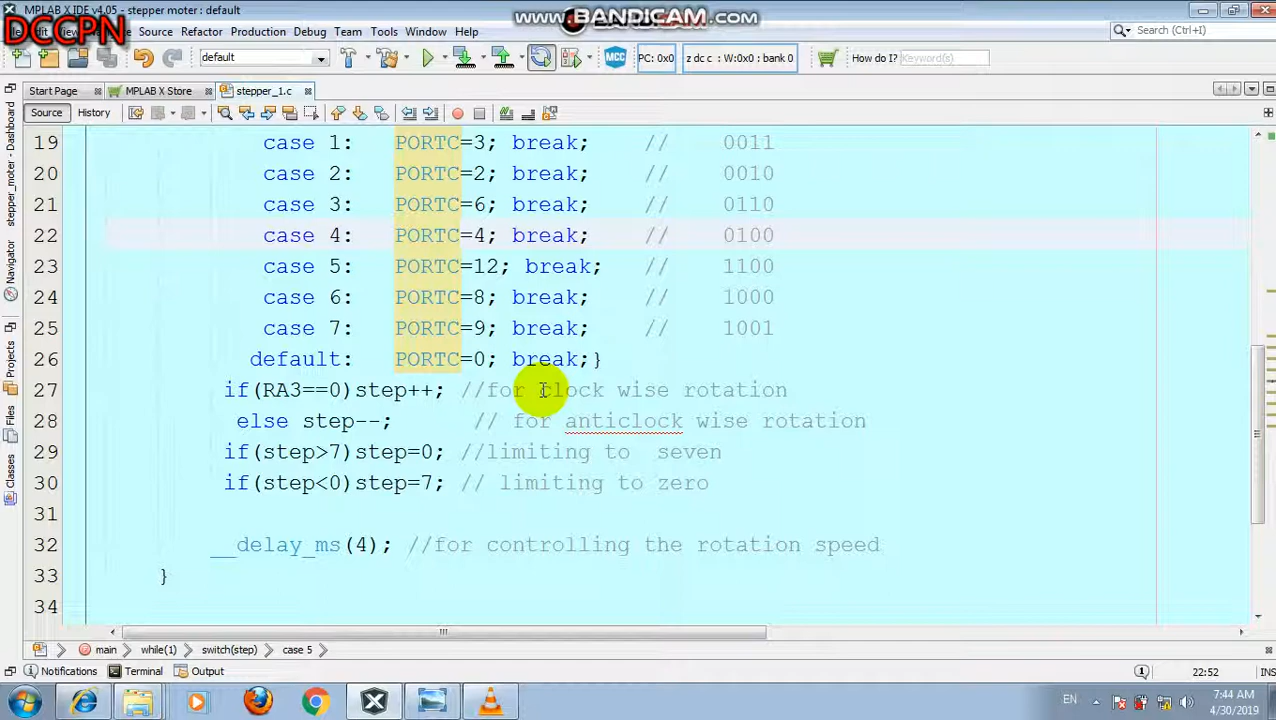 MPLAB X IDE v4.05 - stepper moter : default
www.BANDICAM.com
DCCPN
Source Refactor Production Debug Team Tools Window Help
Search (Ctrl+I)
default
MCC
PC: 0x0
z dc c : W:0x0 : bank 0
How do I?
(Keyword(s)
Start Page
MPLAB X Store
stepper_1.c
Source
History
19 case 1: PORTC=3; break; // 0011
20 case 2: PORTC=2; break; // 0010
21 case 3: PORTC=6; break; // 0110
22 case 4: PORTC=4; break; // 0100
23 case 5: PORTC=12; break; // 1100
24 case 6: PORTC=8; break; // 1000
25 case 7: PORTC=9; break; // 1001
26 default: PORTC=0; break;}
27 if(RA3==0)step++; //for clock wise rotation
28 else step--; // for anticlock wise rotation
29 if(step>7)step=0; //limiting to seven
30 if(step<0)step=7; // limiting to zero
31
32 __delay_ms(4); //for controlling the rotation speed
33 }
34
stepper_moter - Dashboard
Navigator
Projects
Files
Classes
main
while(1)
switch(step)
case 5
Notifications
Terminal
Output
22:52
INS
EN
7:44 AM
4/30/2019